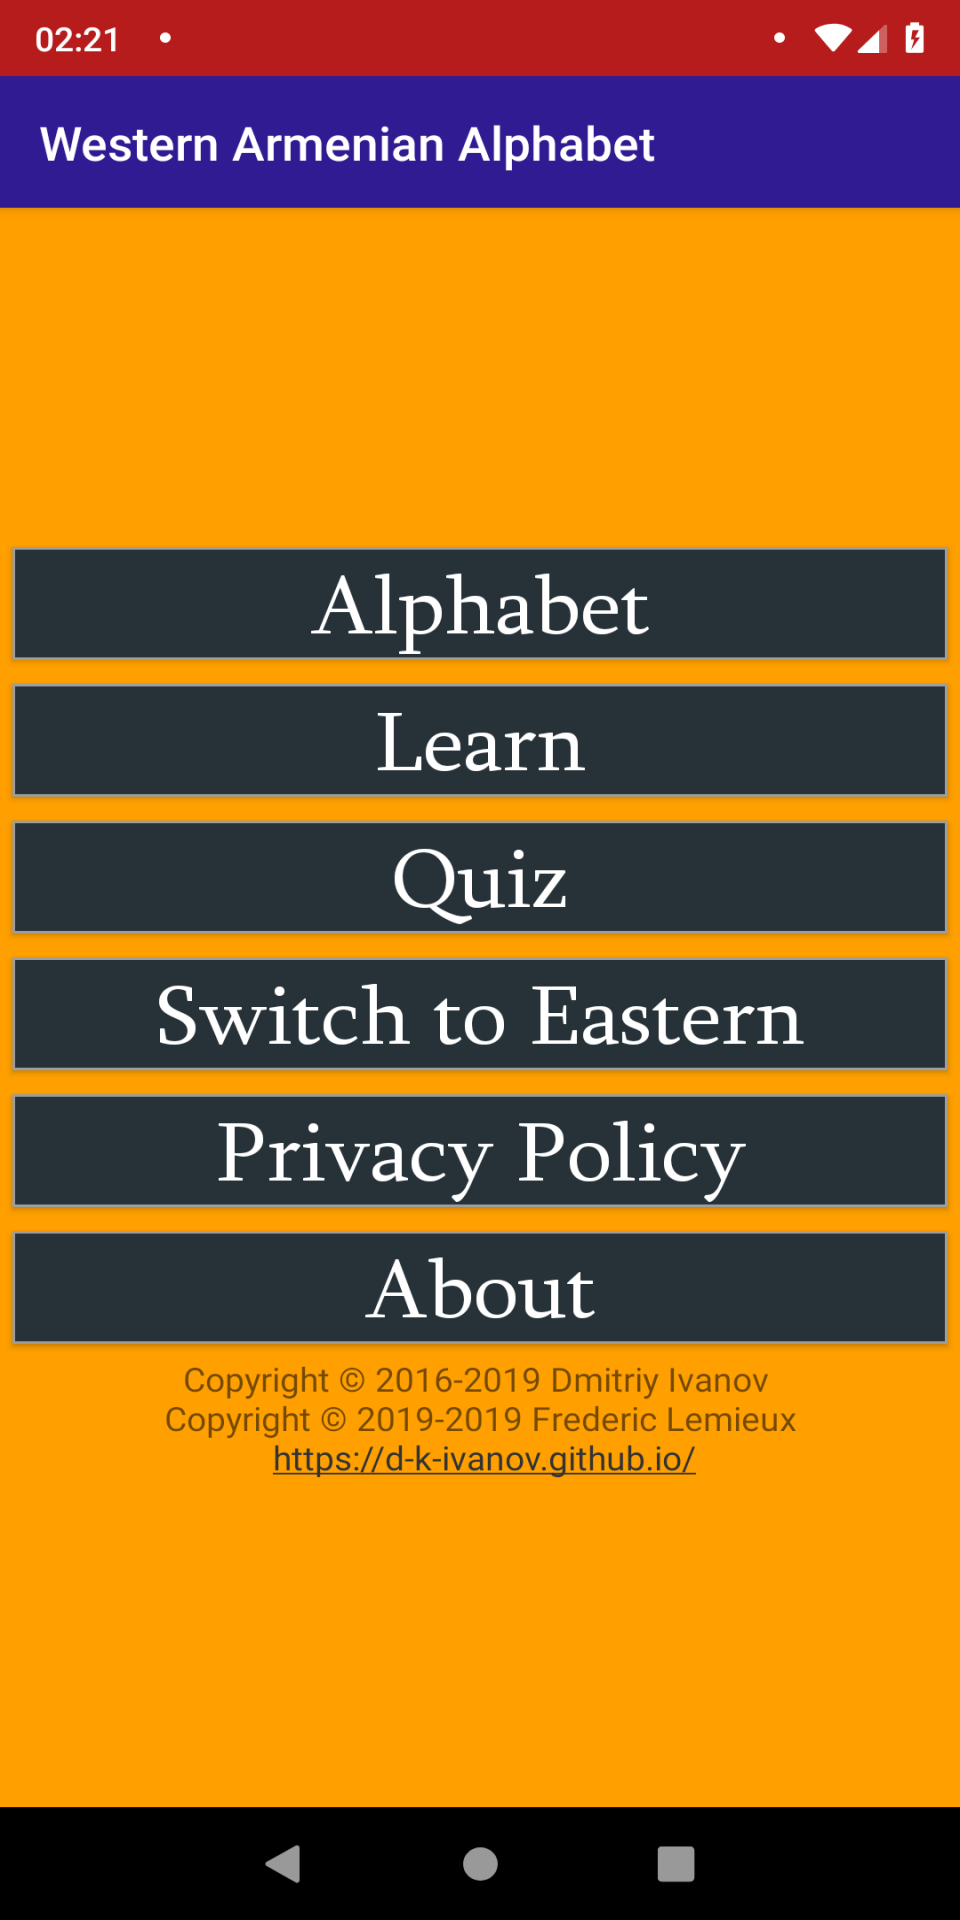 02:21
Western Armenian Alphabet
Alphabet
Learn
Quiz
Switch to Eastern
Privacy Policy
About
Copyright © 2016-2019 Dmitriy Ivanov
Copyright © 2019-2019 Frederic Lemieux
https://d-k-ivanov.github.io/